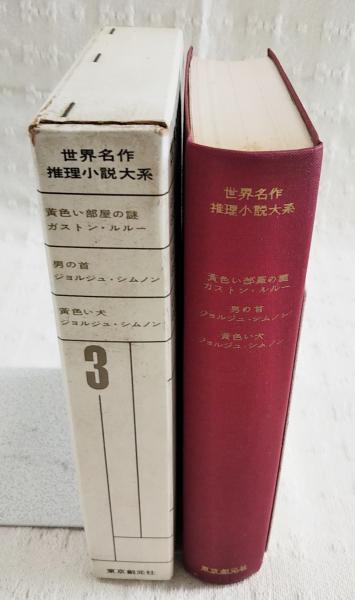 世界名作
推理小説大系
黄色い部屋の謎
ガストン・ルルー
男の首
ジョルジュ・シムノン
黄色い犬
ジョルジュ・シムノン
3
東京創元社
世界名作
推理小説大系
黄色い部屋の謎
ガストン・ルルー
男の首
ジョルジュ・シムノン
黄色い犬
ジョルジュ・シムノン
東京創元社